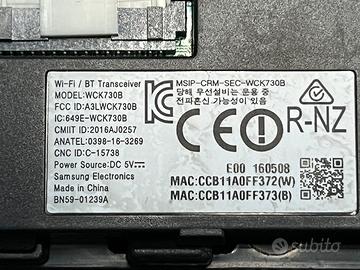 Wi-Fi / BT Transceiver
MODEL:WCK730B
FCC ID:A3LWCK730B
IC:649E-WCK730B
CMIIT ID:2016AJ0257
ANATEL:0398-16-3269
CNC ID:C-15738
Power Source:DC 5V⎓
Samsung Electronics
Made in China
BN59-01239A
MSIP-CRM-SEC-WCK730B
당해 무선설비는 운용 중
전파혼신 가능성이 있음
R-NZ
E00 160508
MAC:CCB11A0FF372(W)
MAC:CCB11A0FF373(B)
subito